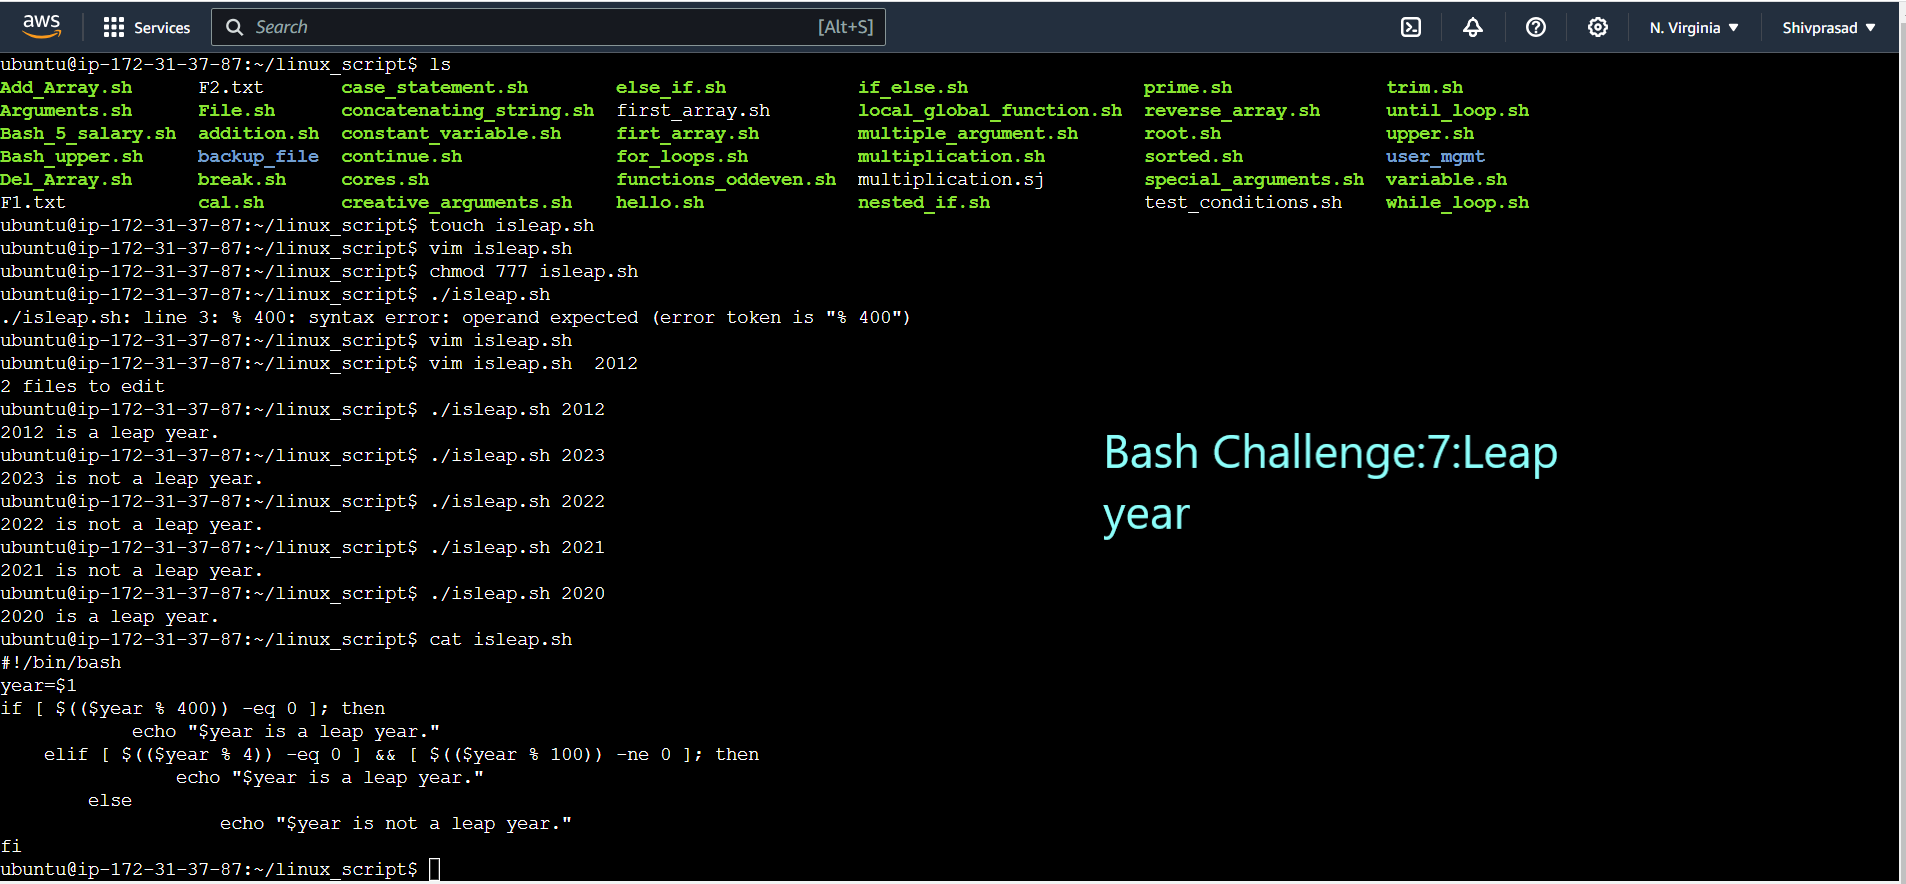 aws Services Search [Alt+S] N. Virginia Shivprasad
ubuntu@ip-172-31-37-87:~/linux_script$ ls
Add_Array.sh F2.txt case_statement.sh else_if.sh if_else.sh prime.sh trim.sh
Arguments.sh File.sh concatenating_string.sh first_array.sh local_global_function.sh reverse_array.sh until_loop.sh
Bash_5_salary.sh addition.sh constant_variable.sh firt_array.sh multiple_argument.sh root.sh upper.sh
Bash_upper.sh backup_file continue.sh for_loops.sh multiplication.sh sorted.sh user_mgmt
Del_Array.sh break.sh cores.sh functions_oddeven.sh multiplication.sj special_arguments.sh variable.sh
F1.txt cal.sh creative_arguments.sh hello.sh nested_if.sh test_conditions.sh while_loop.sh
ubuntu@ip-172-31-37-87:~/linux_script$ touch isleap.sh
ubuntu@ip-172-31-37-87:~/linux_script$ vim isleap.sh
ubuntu@ip-172-31-37-87:~/linux_script$ chmod 777 isleap.sh
ubuntu@ip-172-31-37-87:~/linux_script$ ./isleap.sh
./isleap.sh: line 3: % 400: syntax error: operand expected (error token is "% 400")
ubuntu@ip-172-31-37-87:~/linux_script$ vim isleap.sh
ubuntu@ip-172-31-37-87:~/linux_script$ vim isleap.sh  2012
2 files to edit
ubuntu@ip-172-31-37-87:~/linux_script$ ./isleap.sh 2012
2012 is a leap year.
ubuntu@ip-172-31-37-87:~/linux_script$ ./isleap.sh 2023
2023 is not a leap year.
ubuntu@ip-172-31-37-87:~/linux_script$ ./isleap.sh 2022
2022 is not a leap year.
ubuntu@ip-172-31-37-87:~/linux_script$ ./isleap.sh 2021
2021 is not a leap year.
ubuntu@ip-172-31-37-87:~/linux_script$ ./isleap.sh 2020
2020 is a leap year.
ubuntu@ip-172-31-37-87:~/linux_script$ cat isleap.sh
#!/bin/bash
year=$1
if [ $(($year % 400)) -eq 0 ]; then
            echo "$year is a leap year."
    elif [ $(($year % 4)) -eq 0 ] && [ $(($year % 100)) -ne 0 ]; then
                echo "$year is a leap year."
        else
                    echo "$year is not a leap year."
fi
ubuntu@ip-172-31-37-87:~/linux_script$
Bash Challenge:7:Leap
year